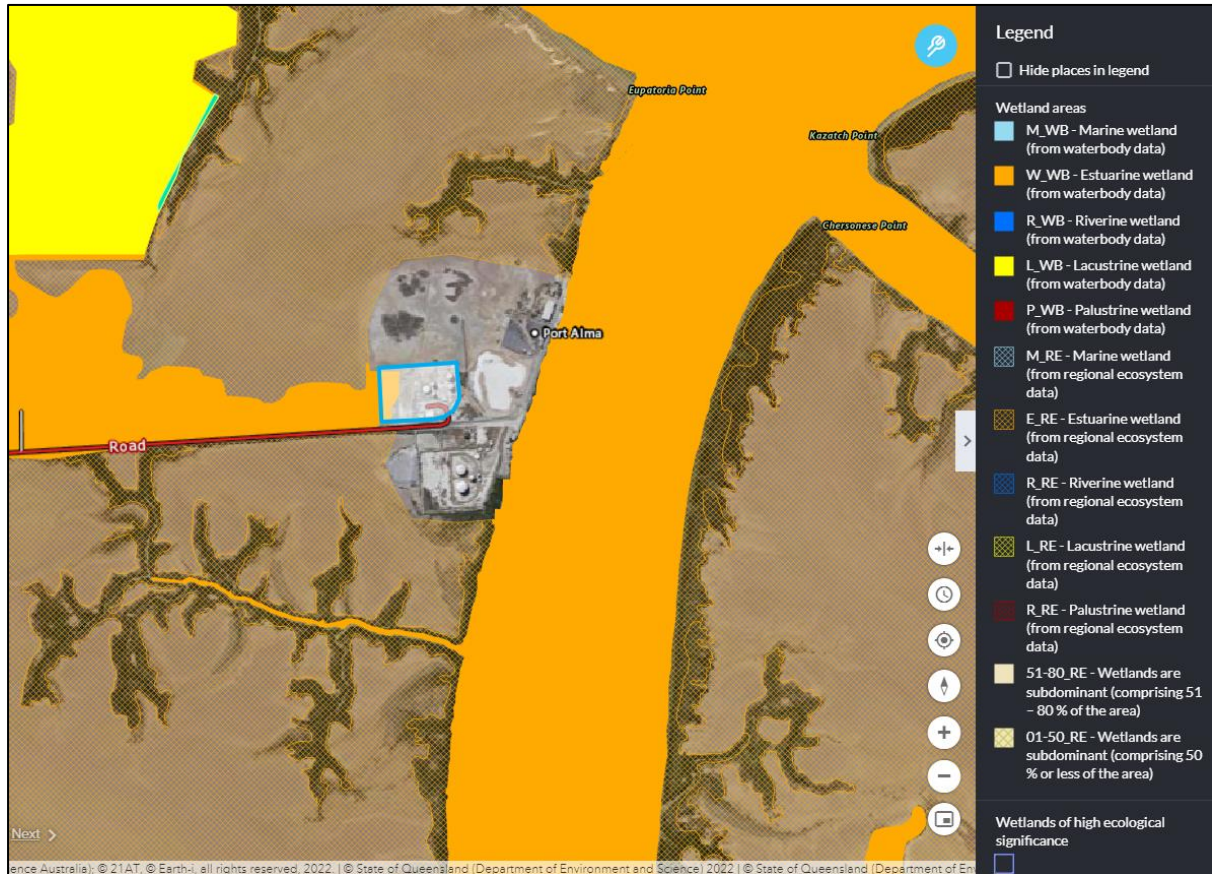 Eupatoria Point
Kazatch Point
Chersonese Point
Port Alma
Road
Next >
ence Australia); © 21AT, © Earth-i, all rights reserved, 2022. | © State of Queensland (Department of Environment and Science) 2022 | © State of Queensland (Department of En
Legend
Hide places in legend
Wetland areas
M_WB - Marine wetland
(from waterbody data)
W_WB - Estuarine wetland
(from waterbody data)
R_WB - Riverine wetland
(from waterbody data)
L_WB - Lacustrine wetland
(from waterbody data)
P_WB - Palustrine wetland
(from waterbody data)
M_RE - Marine wetland
(from regional ecosystem
data)
E_RE - Estuarine wetland
(from regional ecosystem
data)
R_RE - Riverine wetland
(from regional ecosystem
data)
L_RE - Lacustrine wetland
(from regional ecosystem
data)
R_RE - Palustrine wetland
(from regional ecosystem
data)
51-80_RE - Wetlands are
subdominant (comprising 51
– 80 % of the area)
01-50_RE - Wetlands are
subdominant (comprising 50
% or less of the area)
Wetlands of high ecological
significance